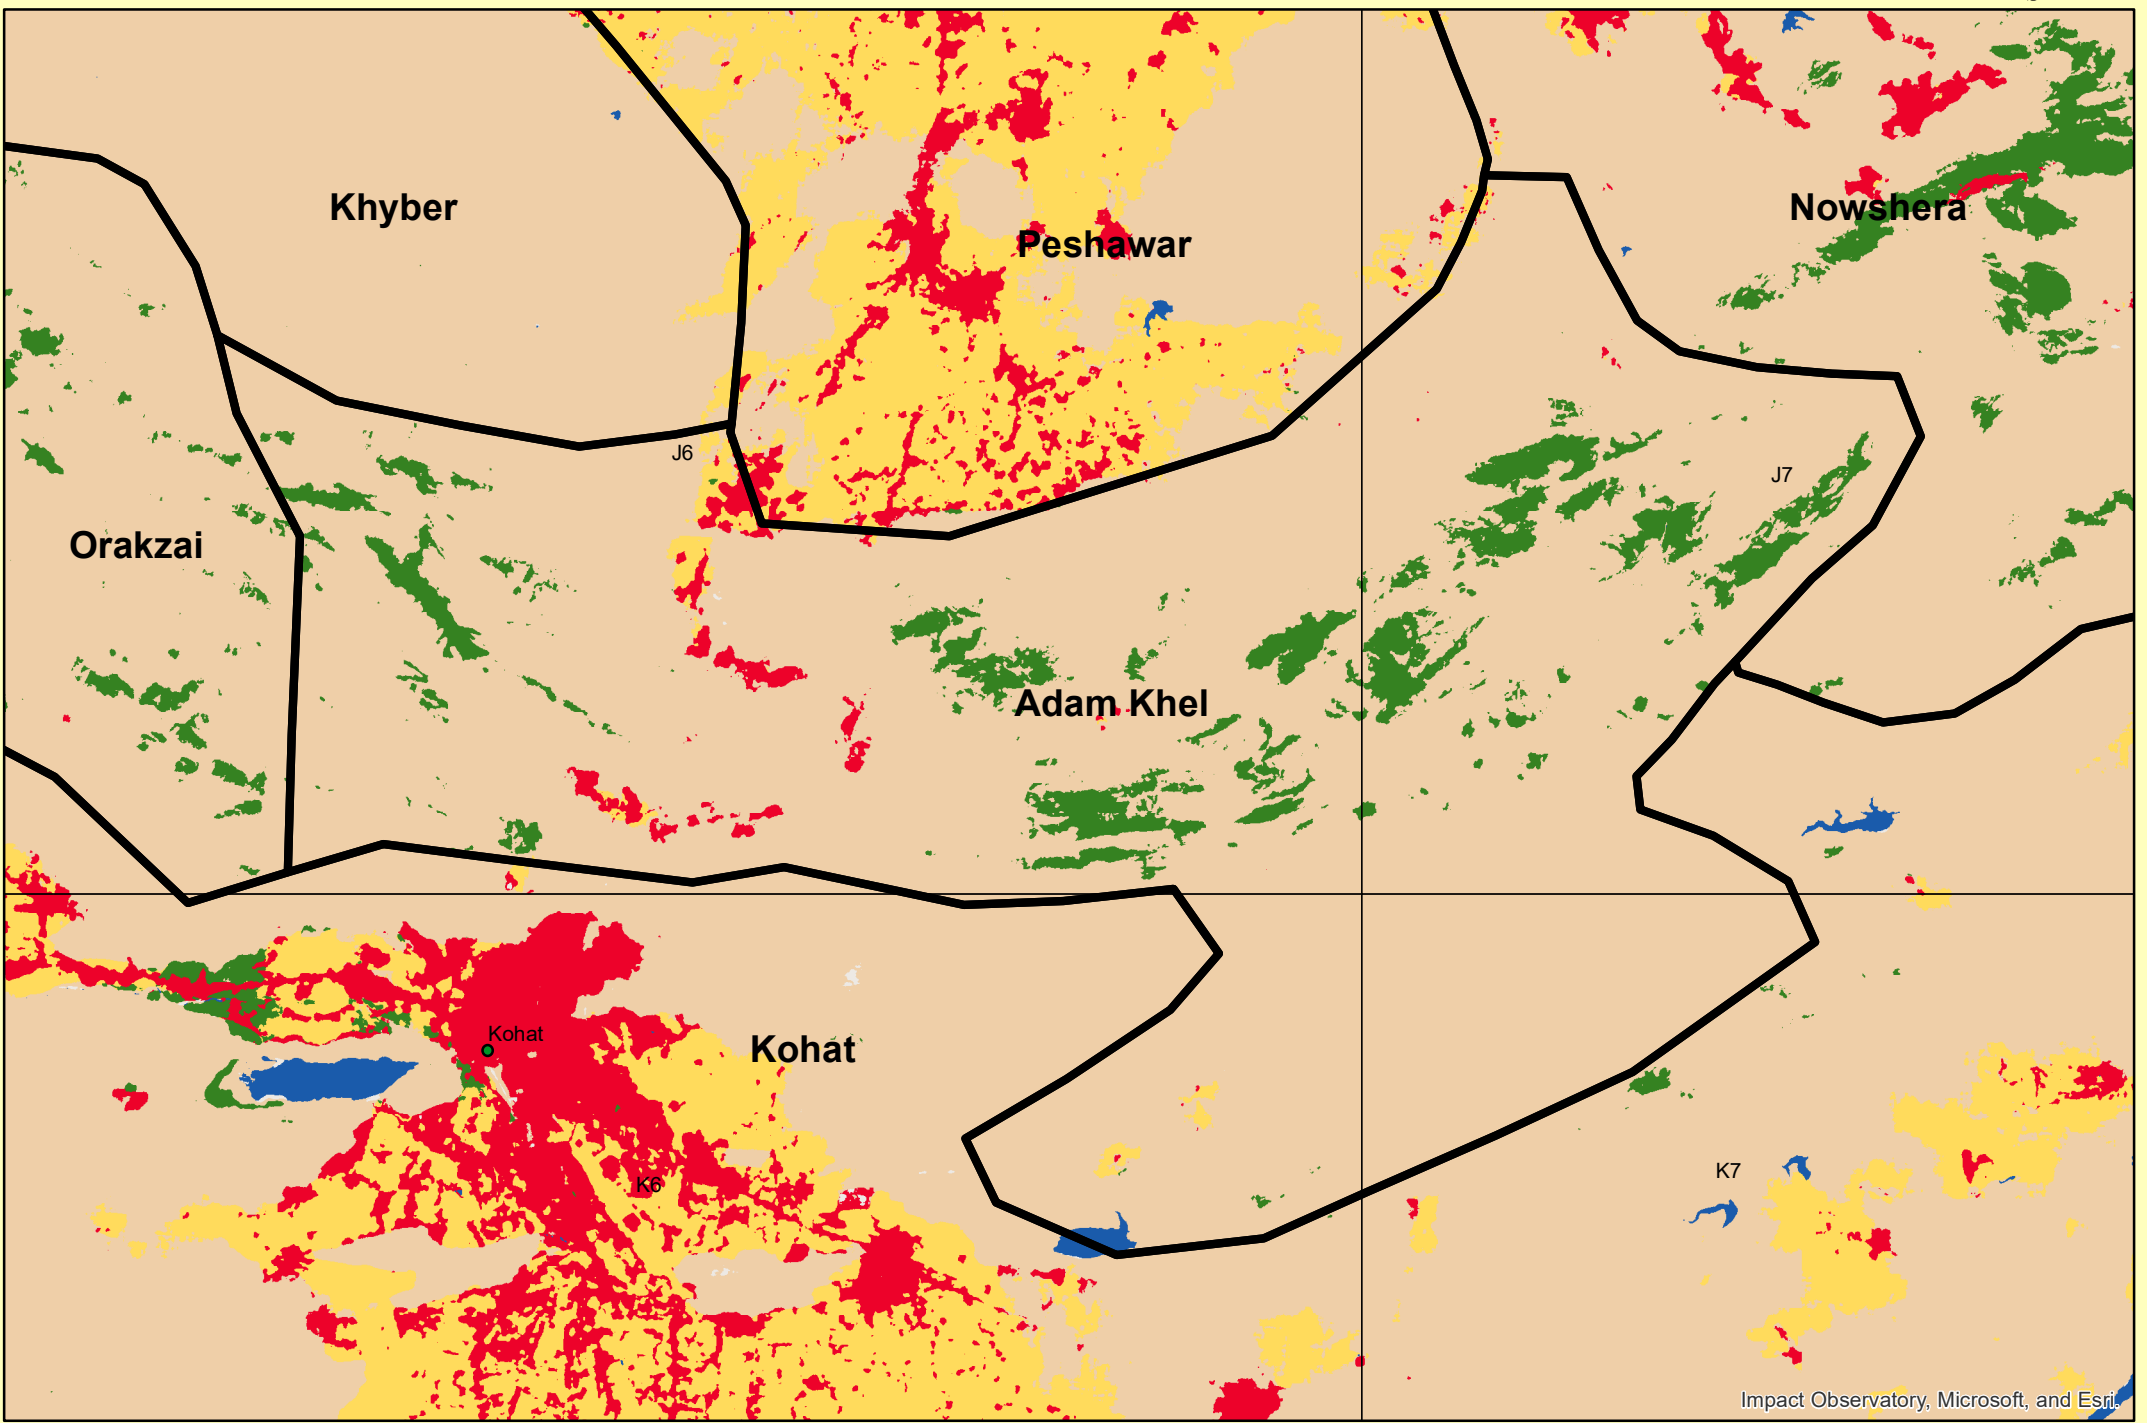 Khyber
Nowshera
Peshawar
J6
J7
Orakzai
Adam Khel
Kohat
Kohat
K7
K6
Impact Observatory, Microsoft, and Esri.